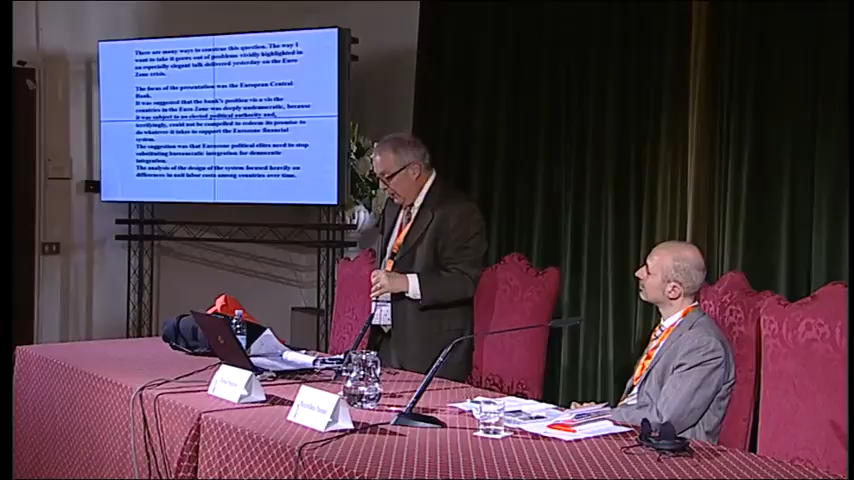 There are many ways to construe this question. The way I
want to take it grows out of problems vividly highlighted in
an especially elegant talk delivered yesterday on the Euro
Zone crisis.
The focus of the presentation was the European Central
Bank.
It was suggested that the bank's position vis a vis the
countries in the Euro Zone was deeply undemocratic, because
it was subject to no elected political authority and,
terrifyingly, could not be compelled to redeem its promise to
do whatever it takes to support the Eurozone financial
system.
The suggestion was that European political elites need to stop
substituting bureaucratic integration for democratic
integration.
The analysis of the design of the system focused heavily on
differences in unit labor costs among countries over time.